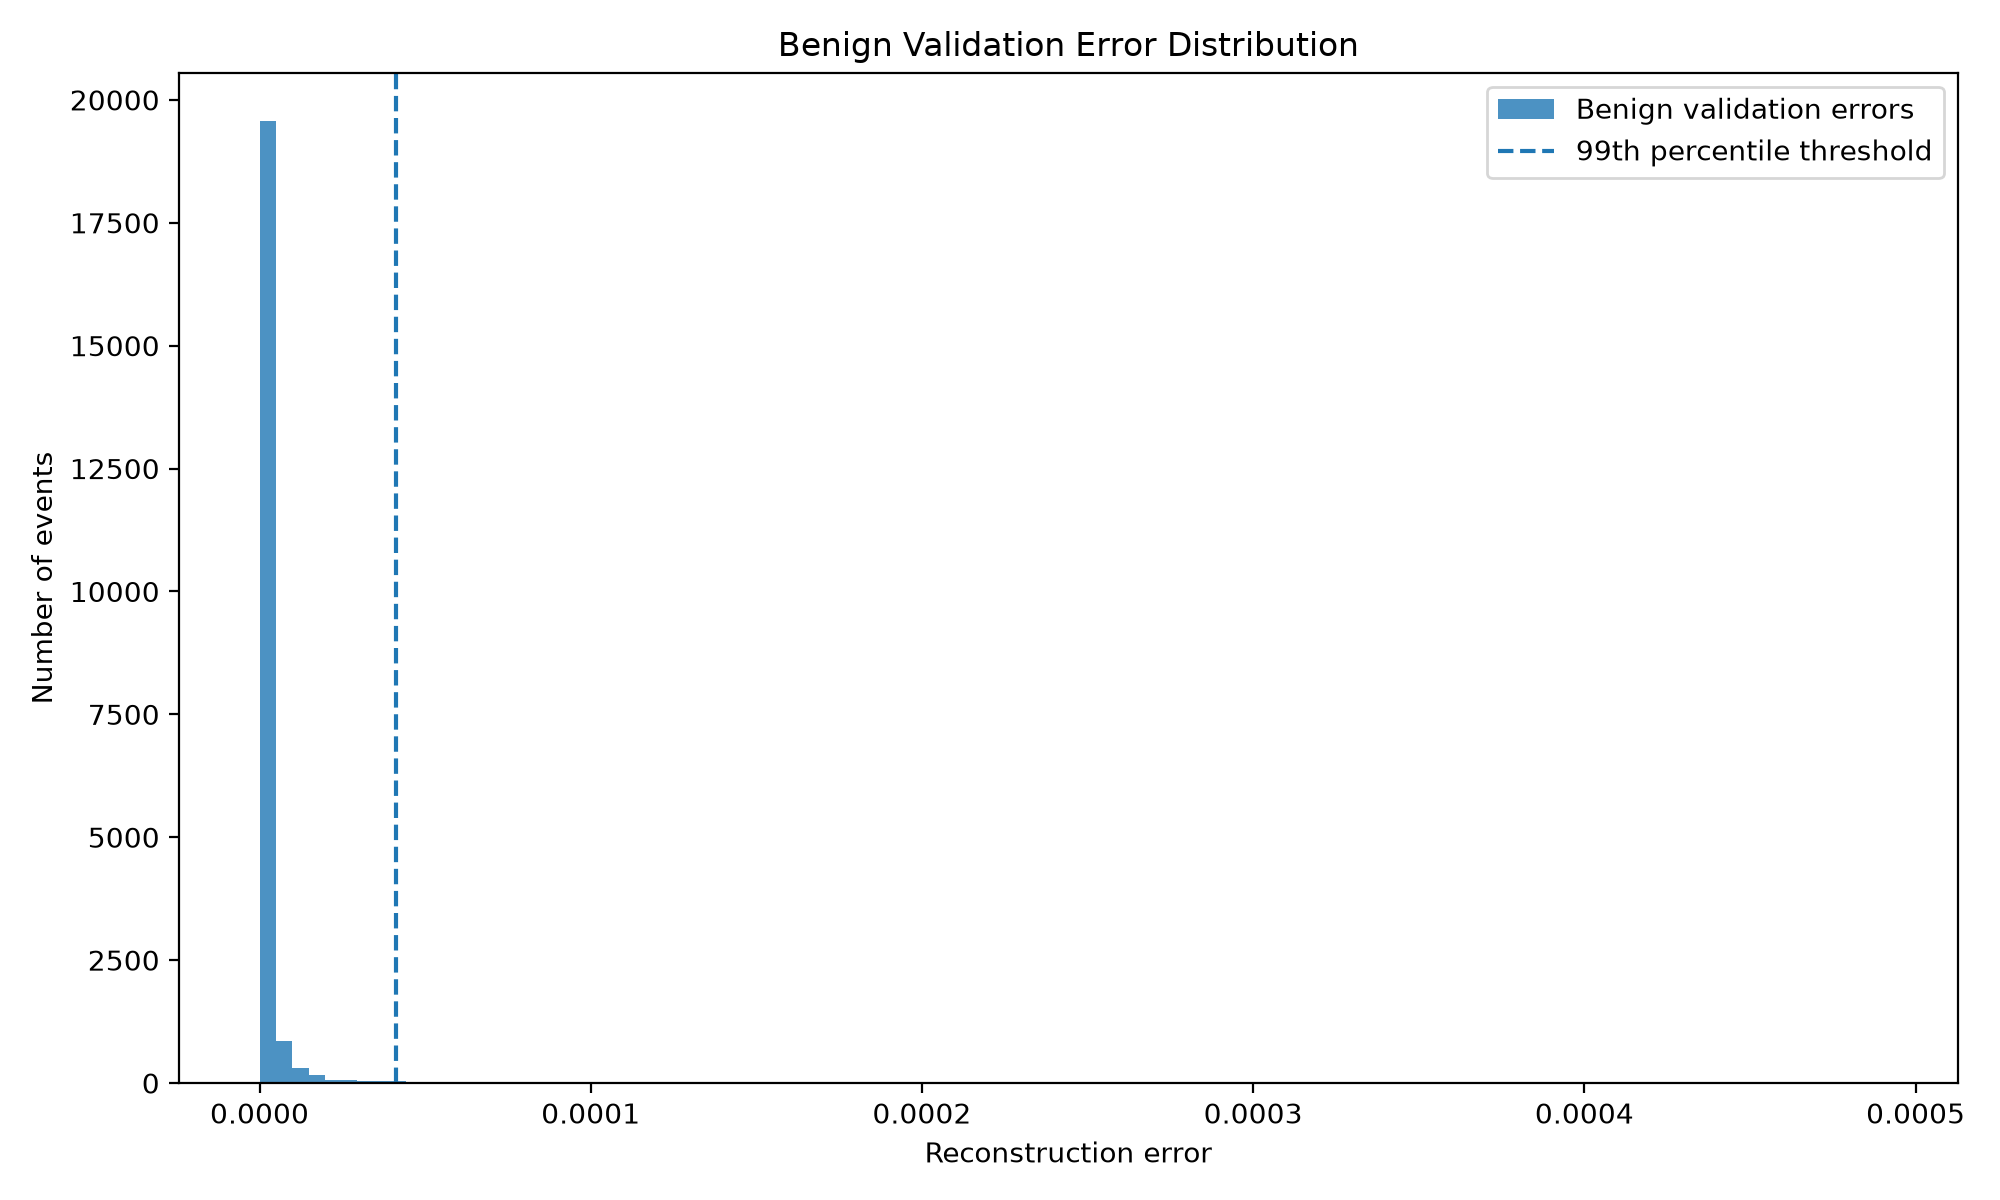 Benign Validation Error Distribution
Benign validation errors
99th percentile threshold
20000
17500
15000
12500
10000
7500
5000
2500
0
Number of events
0.0000 0.0001 0.0002 0.0003 0.0004 0.0005
Reconstruction error